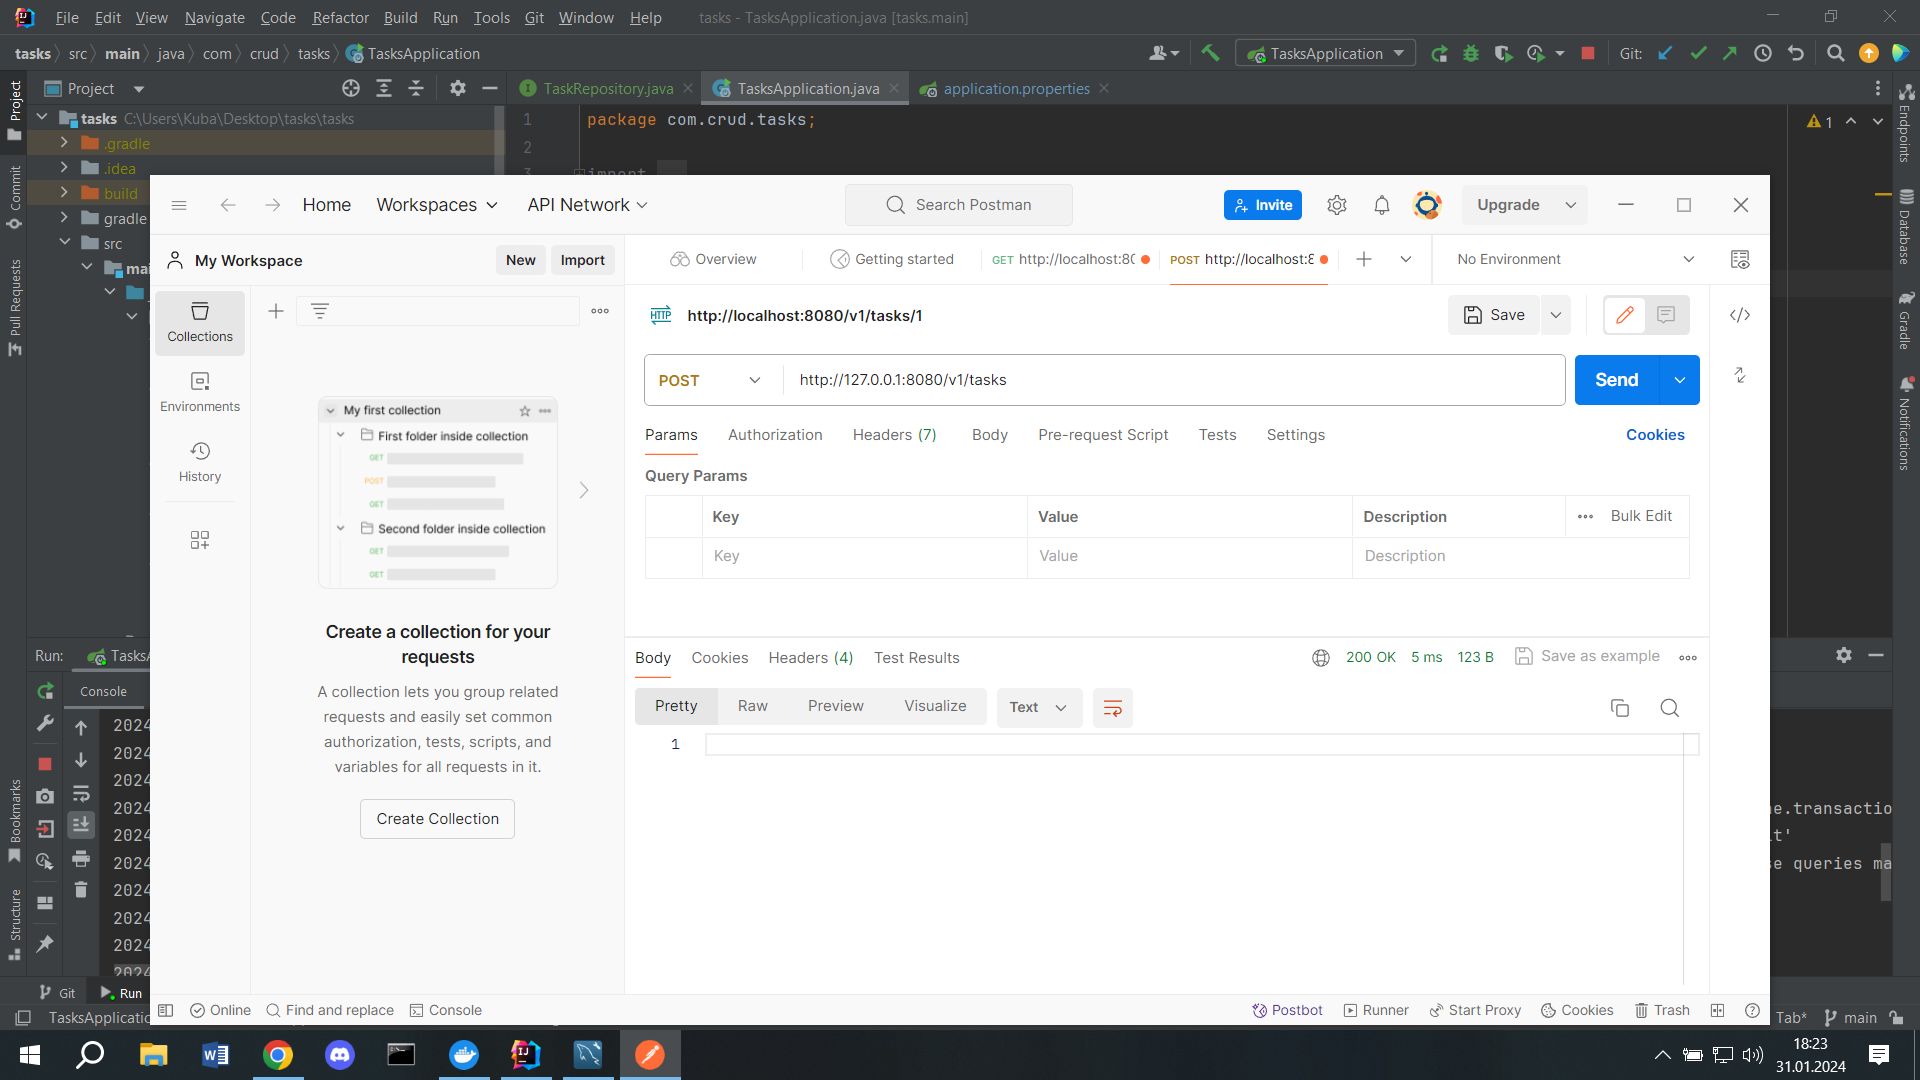 File Edit View Navigate Code Refactor Build Run Tools Git Window Help tasks - TasksApplication.java [tasks.main]
tasks src main java com crud tasks TasksApplication TasksApplication Git:
Project TaskRepository.java TasksApplication.java application.properties
tasks C:\Users\Kuba\Desktop\tasks\tasks
.gradle
.idea
build
gradle
src
mai
1 package com.crud.tasks;
2
3 import
1
Project
Commit
Pull Requests
Bookmarks
Structure
Endpoints
Database
Gradle
Notifications
Home Workspaces API Network Search Postman Invite Upgrade
My Workspace New Import
Overview Getting started GET http://localhost:80 POST http://localhost:8 No Environment
Collections
Environments
History
My first collection
First folder inside collection
GET
POST
GET
Second folder inside collection
GET
GET
Create a collection for your
requests
A collection lets you group related
requests and easily set common
authorization, tests, scripts, and
variables for all requests in it.
Create Collection
HTTP http://localhost:8080/v1/tasks/1 Save
POST http://127.0.0.1:8080/v1/tasks Send
Params Authorization Headers (7) Body Pre-request Script Tests Settings Cookies
Query Params
Key Value Description Bulk Edit
Key Value Description
Body Cookies Headers (4) Test Results 200 OK 5 ms 123 B Save as example
Pretty Raw Preview Visualize Text
1
Run: TasksA
Console
2024
2024
2024
2024
2024
2024
2024
2024
2024
2024
e.transactio
it'
e queries ma
Git Run
Online Find and replace Console Postbot Runner Start Proxy Cookies Trash
TasksApplicatio Tab* main
18:23
31.01.2024